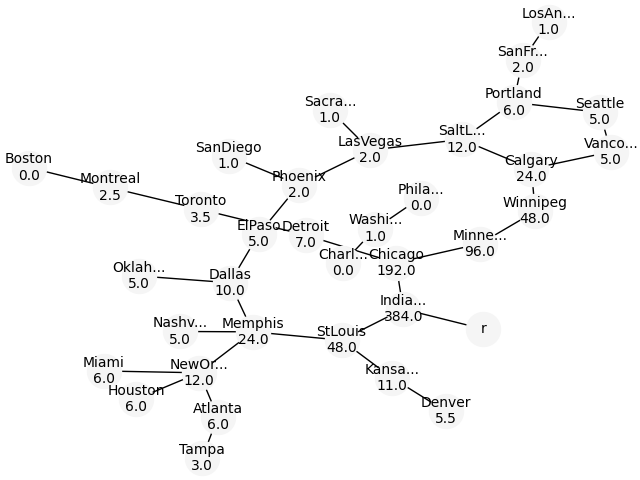 LosAn...
1.0
SanFr...
2.0
Portland
6.0
Seattle
5.0
Sacra...
1.0
SaltL...
12.0
LasVegas
2.0
Vanco...
5.0
SanDiego
1.0
Calgary
24.0
Boston
0.0
Montreal
2.5
Phoenix
2.0
Phila...
0.0
Toronto
3.5
Winnipeg
48.0
Washi...
1.0
ElPaso
5.0
Detroit
7.0
Minne...
96.0
Charl...
0.0
Chicago
192.0
Oklah...
5.0
Dallas
10.0
India...
384.0
Nashv...
5.0
Memphis
24.0
StLouis
48.0
r
Miami
6.0
NewOr...
12.0
Kansa...
11.0
Houston
6.0
Atlanta
6.0
Denver
5.5
Tampa
3.0